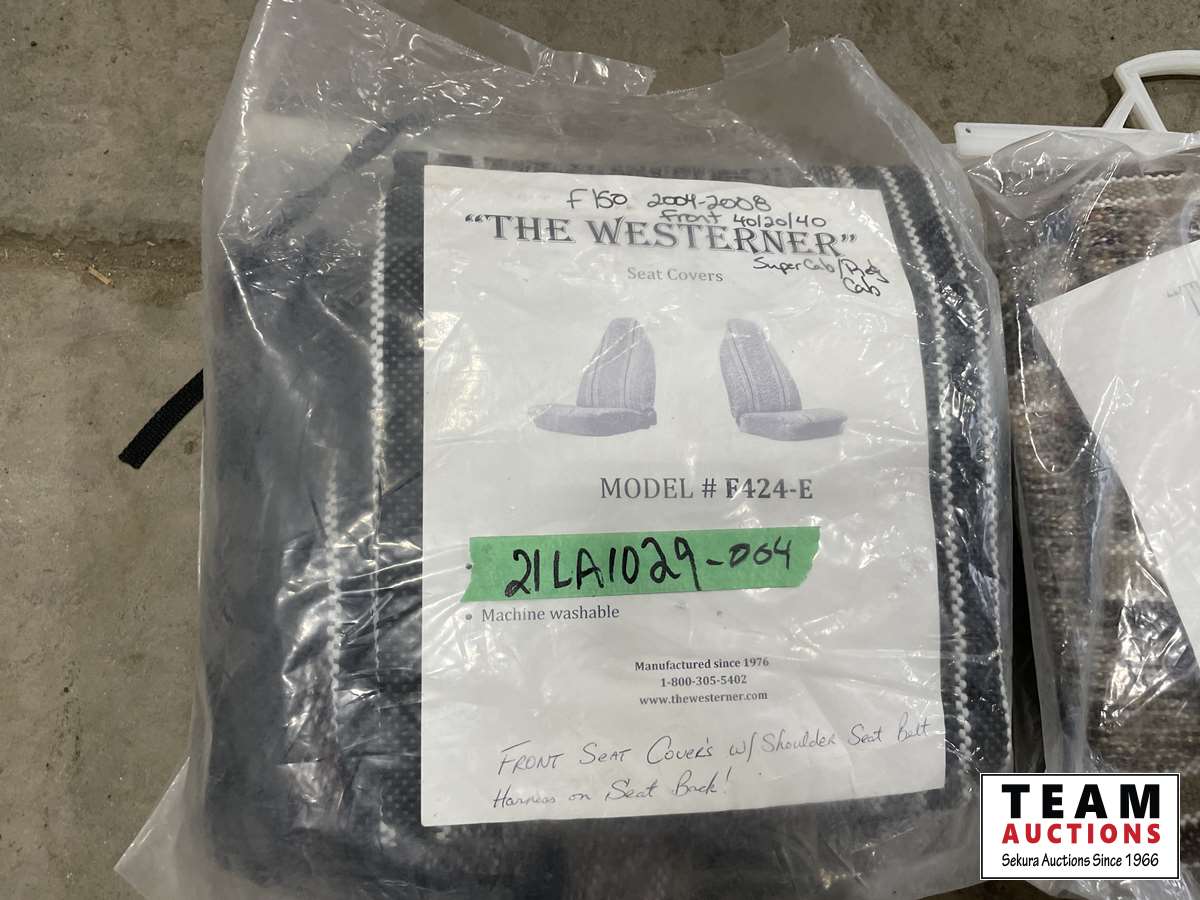 F150 2004-2008
Front 40/20/40
"THE WESTERNER"
SuperCab/Reg
Cab
Seat Covers
MODEL # F424-E
21LA1029-004
• Machine washable
Manufactured since 1976
1-800-305-5402
www.thewesterner.com
FRONT SEAT COVER'S w/ Shoulder Seat Belt
Harness on Seat Back!
TEAM
AUCTIONS
Sekura Auctions Since 1966